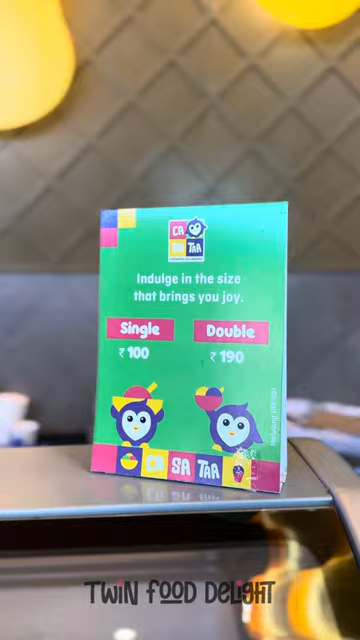 CA
SA TAA
Indulge in the size
that brings you joy.
Single Double
₹100 ₹190
CA SA TAA
TWiN fOOD DELiGHT